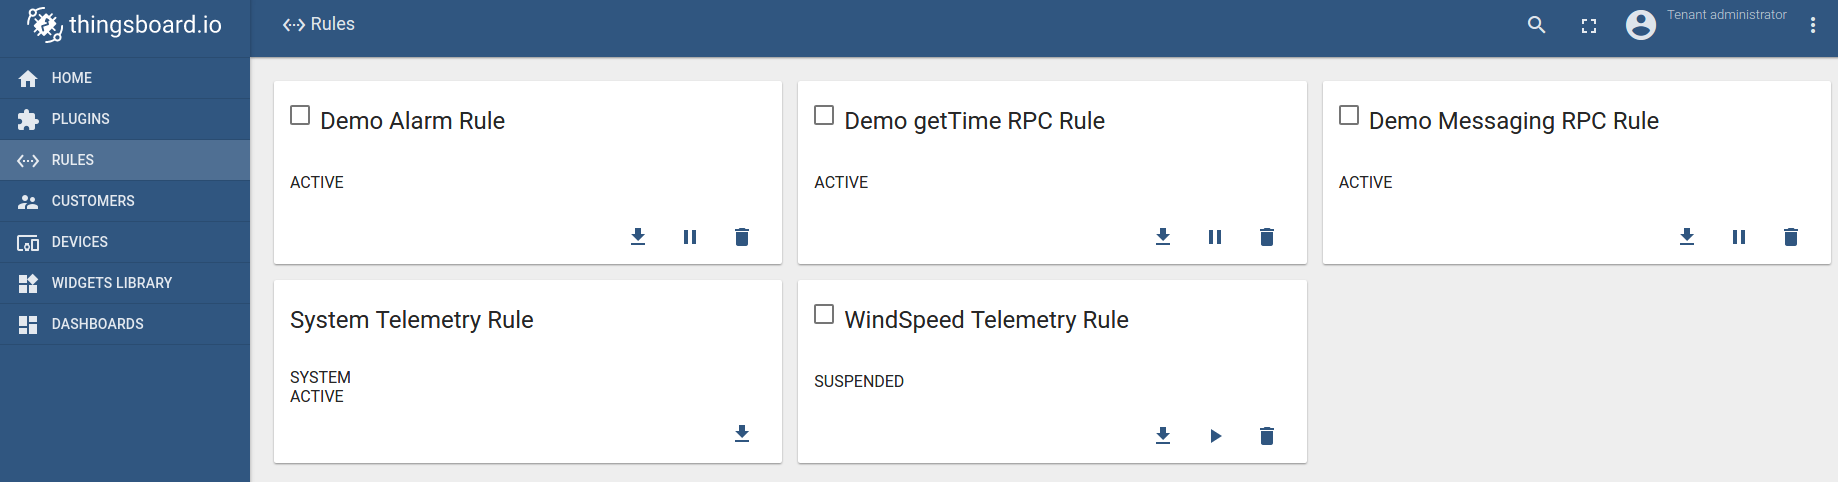 thingsboard.io
Rules
Tenant administrator
HOME
PLUGINS
RULES
CUSTOMERS
DEVICES
WIDGETS LIBRARY
DASHBOARDS
Demo Alarm Rule
ACTIVE
Demo getTime RPC Rule
ACTIVE
Demo Messaging RPC Rule
ACTIVE
System Telemetry Rule
SYSTEM
ACTIVE
WindSpeed Telemetry Rule
SUSPENDED